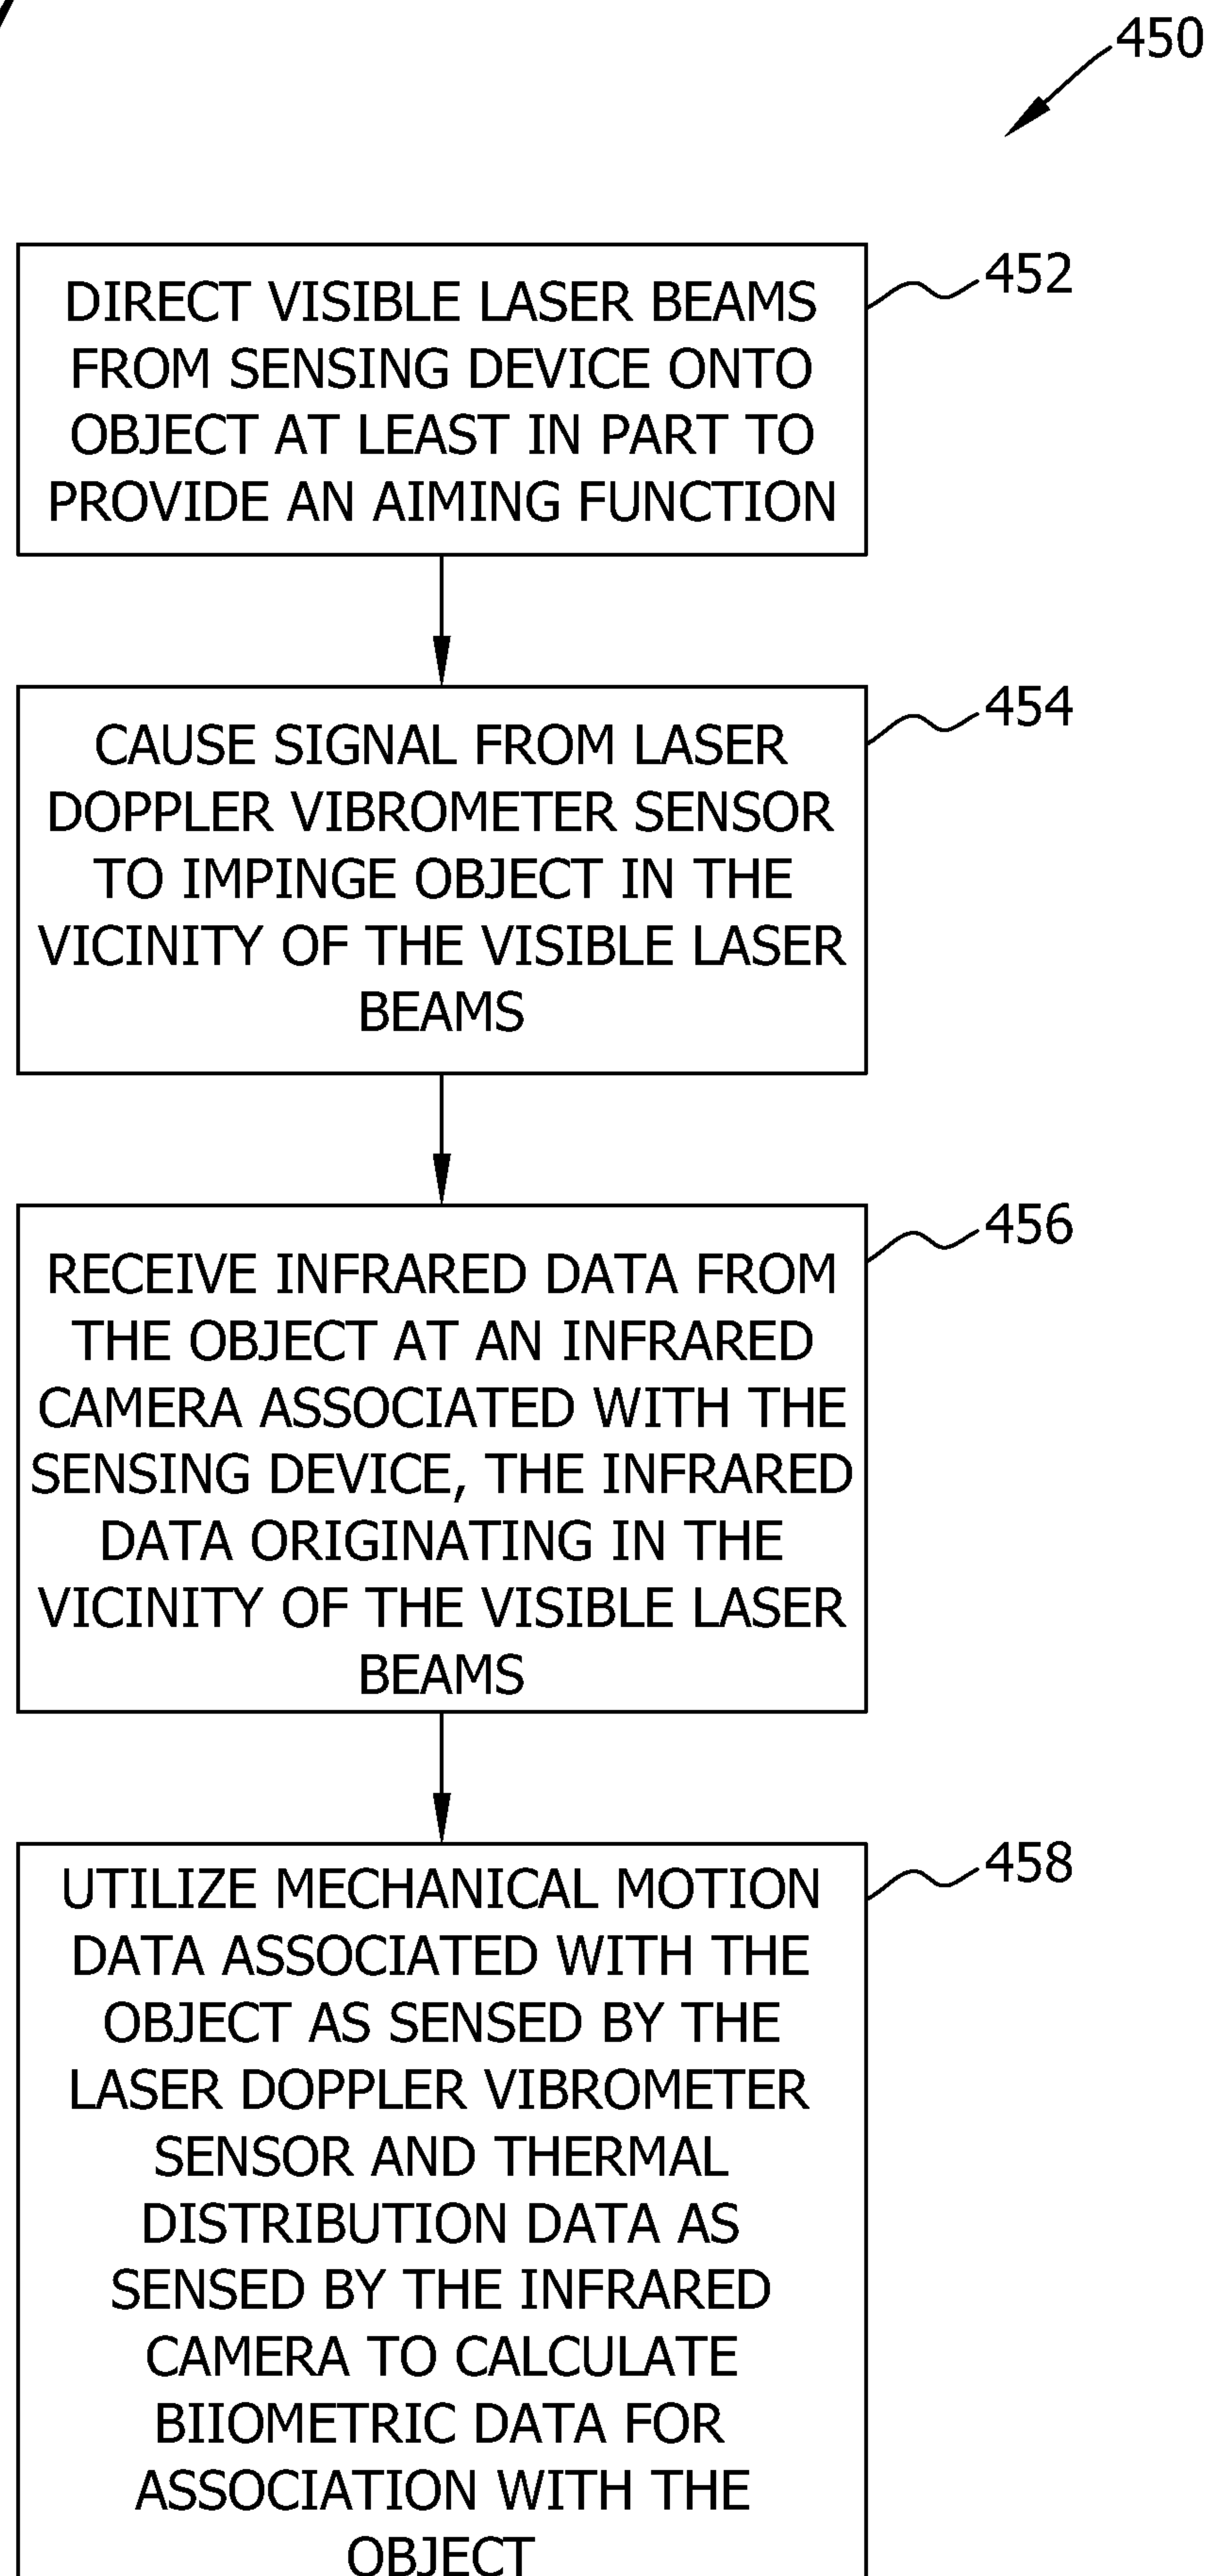 450
DIRECT VISIBLE LASER BEAMS
FROM SENSING DEVICE ONTO
OBJECT AT LEAST IN PART TO
PROVIDE AN AIMING FUNCTION
452
CAUSE SIGNAL FROM LASER
DOPPLER VIBROMETER SENSOR
TO IMPINGE OBJECT IN THE
VICINITY OF THE VISIBLE LASER
BEAMS
454
RECEIVE INFRARED DATA FROM
THE OBJECT AT AN INFRARED
CAMERA ASSOCIATED WITH THE
SENSING DEVICE, THE INFRARED
DATA ORIGINATING IN THE
VICINITY OF THE VISIBLE LASER
BEAMS
456
UTILIZE MECHANICAL MOTION
DATA ASSOCIATED WITH THE
OBJECT AS SENSED BY THE
LASER DOPPLER VIBROMETER
SENSOR AND THERMAL
DISTRIBUTION DATA AS
SENSED BY THE INFRARED
CAMERA TO CALCULATE
BIIOMETRIC DATA FOR
ASSOCIATION WITH THE
OBJECT
458